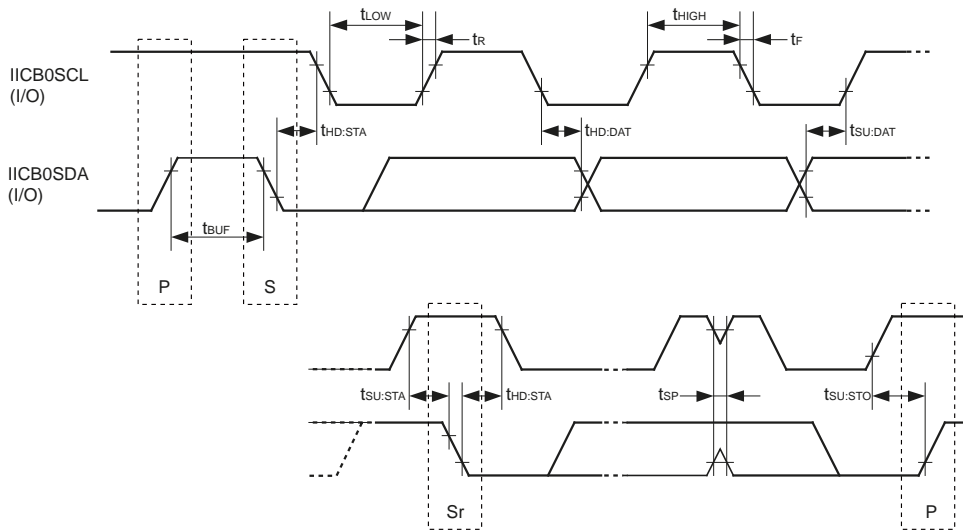 tLOW
tHIGH
tR
tF
IICB0SCL
(I/O)
tHD:STA
tHD:DAT
tSU:DAT
IICB0SDA
(I/O)
tBUF
P
S
tSU:STA
tHD:STA
tSP
tSU:STO
Sr
P